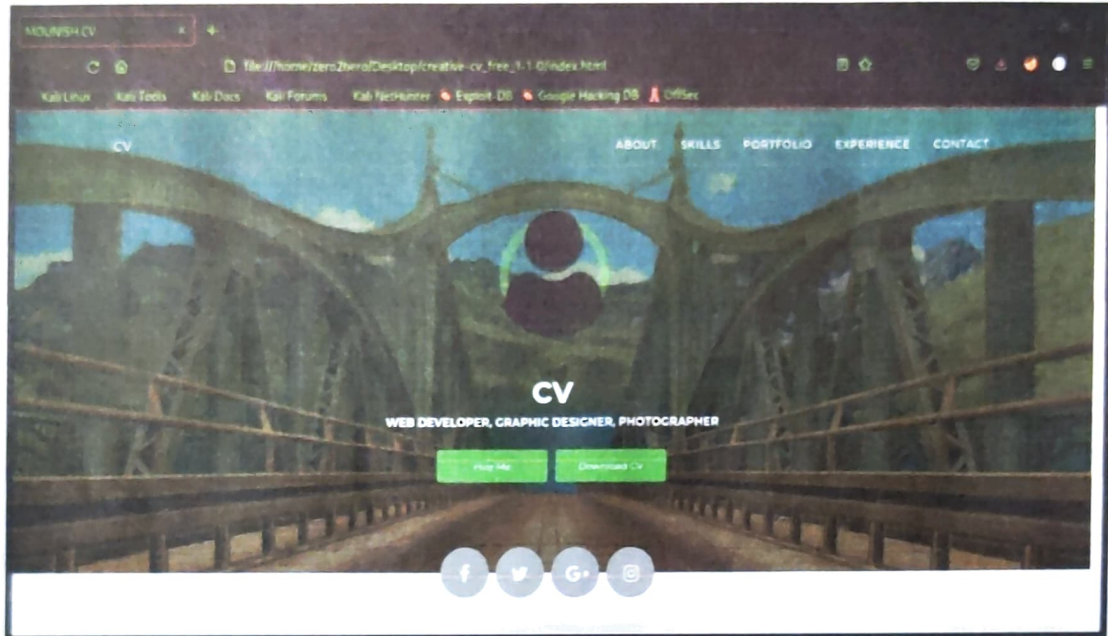 MOUNISH.CV × +
file:///home/zero2hero/Desktop/creative-cv_free_1-1-0/index.html
Kali Linux Kali Tools Kali Docs Kali Forums Kali NetHunter Exploit-DB Google Hacking DB OffSec
CV ABOUT SKILLS PORTFOLIO EXPERIENCE CONTACT
CV
WEB DEVELOPER, GRAPHIC DESIGNER, PHOTOGRAPHER
Hire Me Download CV
f G+